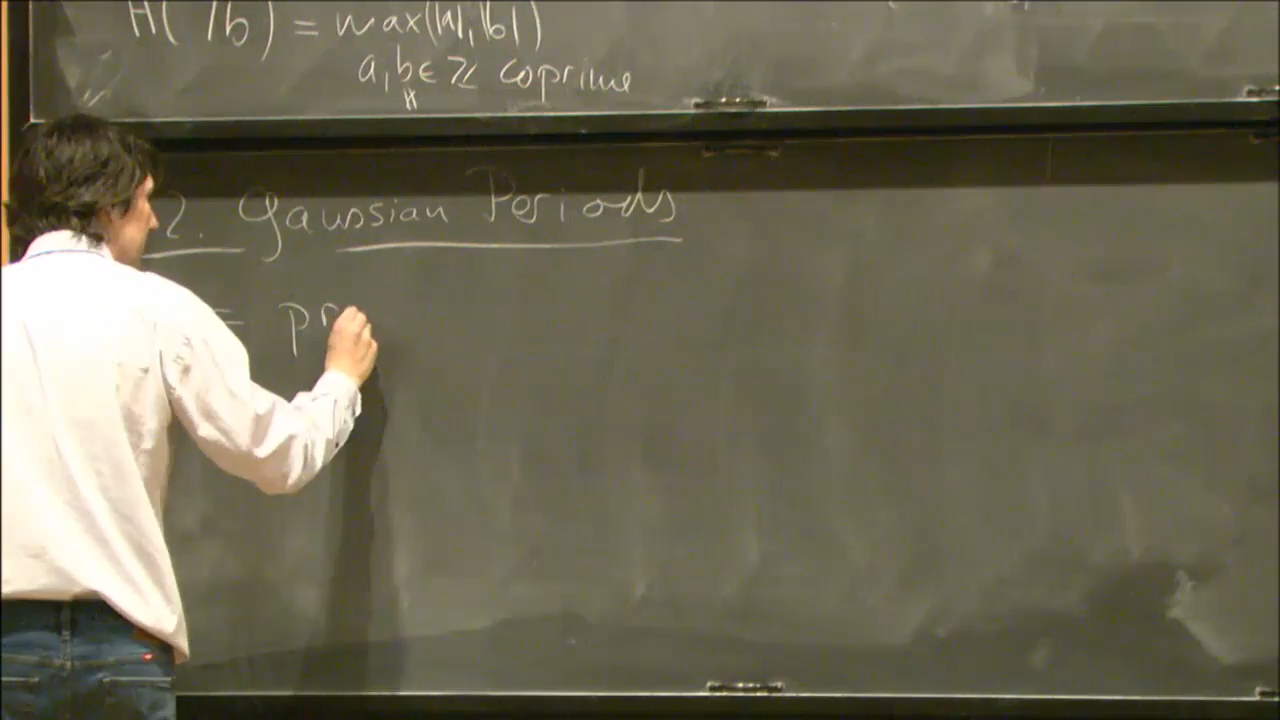 H( /b) = max(|a|,|b|)
a,b∈ℤ coprime
2. Gaussian Periods
= pr